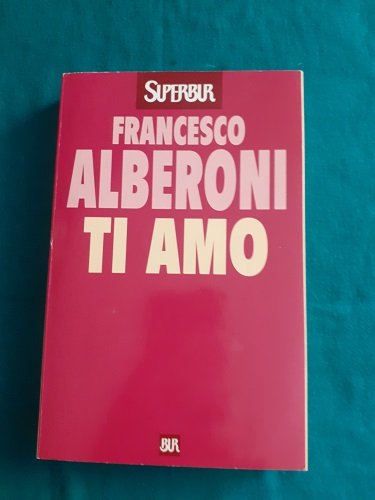 SUPERBUR
FRANCESCO
ALBERONI
TI AMO
BUR